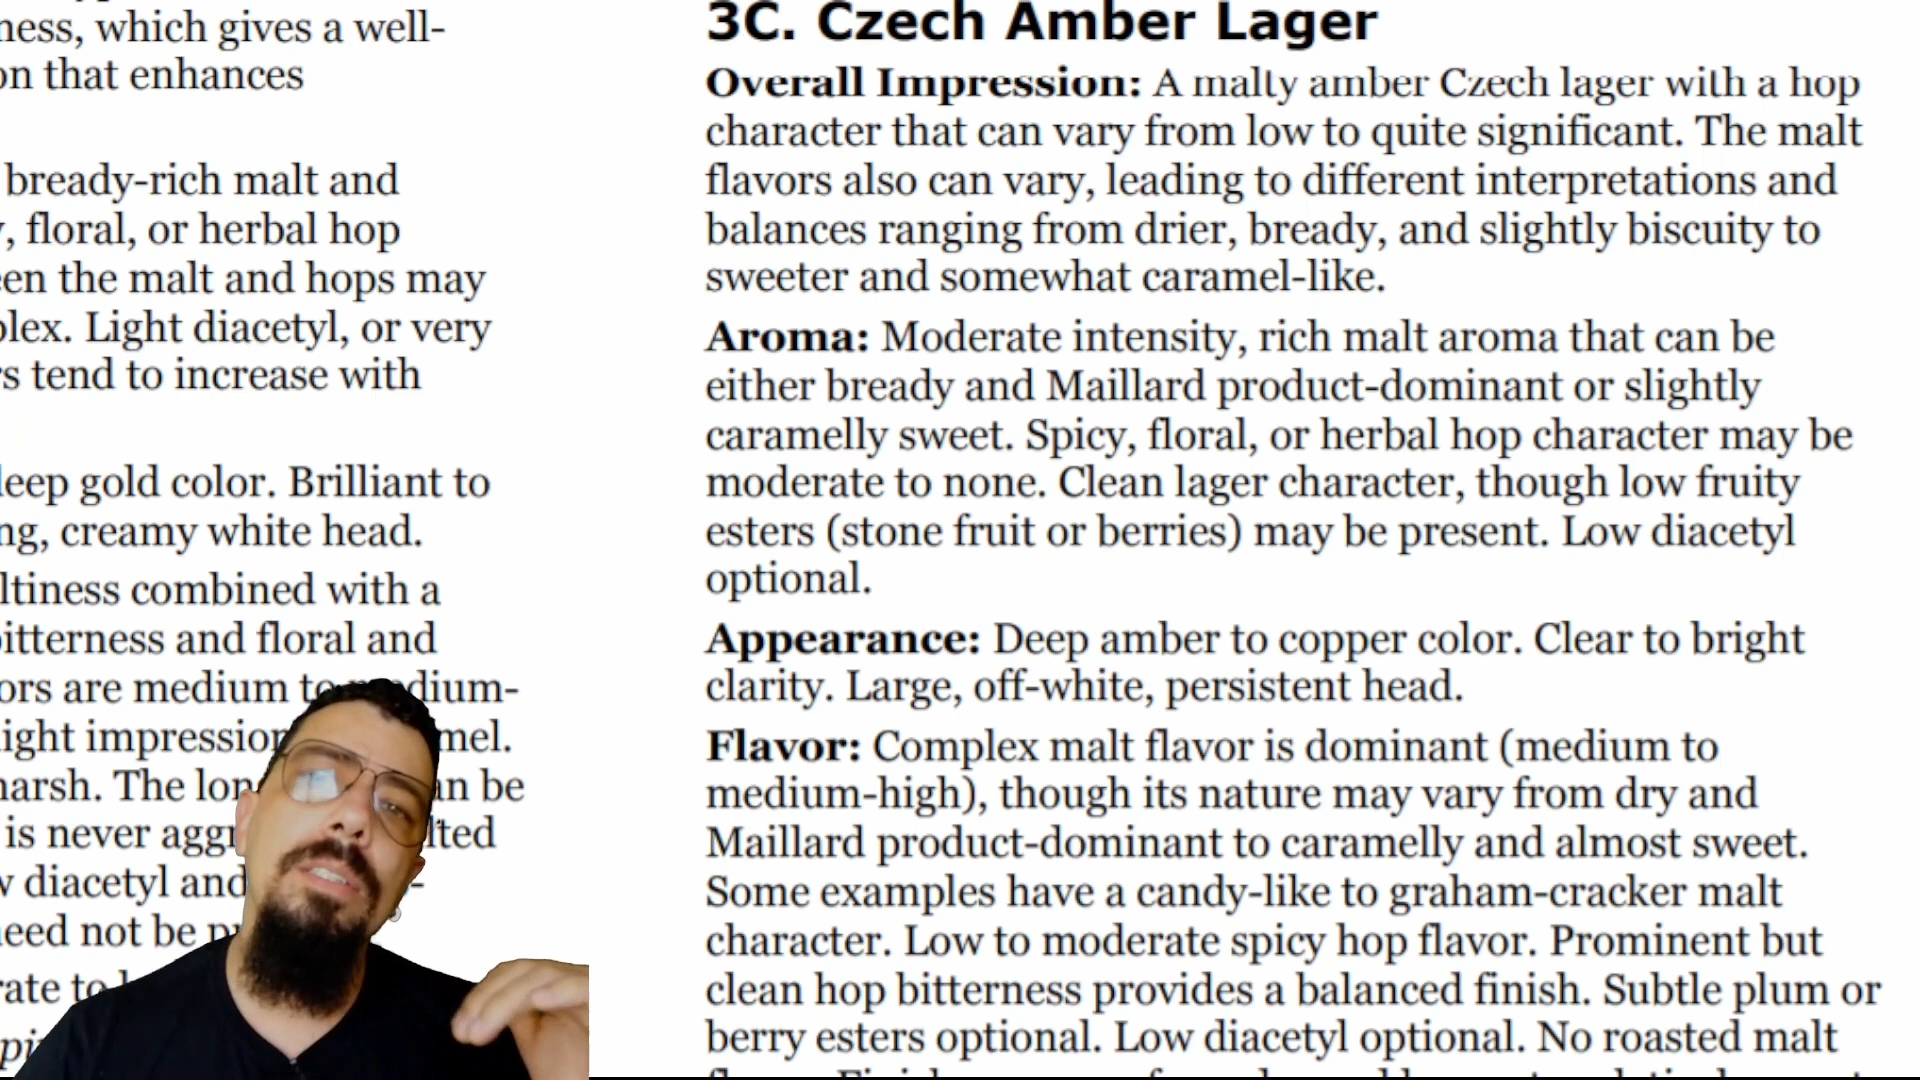 ness, which gives a well-
on that enhances
bready-rich malt and
floral, or herbal hop
een the malt and hops may
plex. Light diacetyl, or very
rs tend to increase with
deep gold color. Brilliant to
ng, creamy white head.
ltiness combined with a
bitterness and floral and
ors are medium to medium-
light impression mel.
harsh. The lon an be
is never aggr lted
w diacetyl and -
need not be p
rate to
3C. Czech Amber Lager
Overall Impression: A malty amber Czech lager with a hop
character that can vary from low to quite significant. The malt
flavors also can vary, leading to different interpretations and
balances ranging from drier, bready, and slightly biscuity to
sweeter and somewhat caramel-like.
Aroma: Moderate intensity, rich malt aroma that can be
either bready and Maillard product-dominant or slightly
caramelly sweet. Spicy, floral, or herbal hop character may be
moderate to none. Clean lager character, though low fruity
esters (stone fruit or berries) may be present. Low diacetyl
optional.
Appearance: Deep amber to copper color. Clear to bright
clarity. Large, off-white, persistent head.
Flavor: Complex malt flavor is dominant (medium to
medium-high), though its nature may vary from dry and
Maillard product-dominant to caramelly and almost sweet.
Some examples have a candy-like to graham-cracker malt
character. Low to moderate spicy hop flavor. Prominent but
clean hop bitterness provides a balanced finish. Subtle plum or
berry esters optional. Low diacetyl optional. No roasted malt